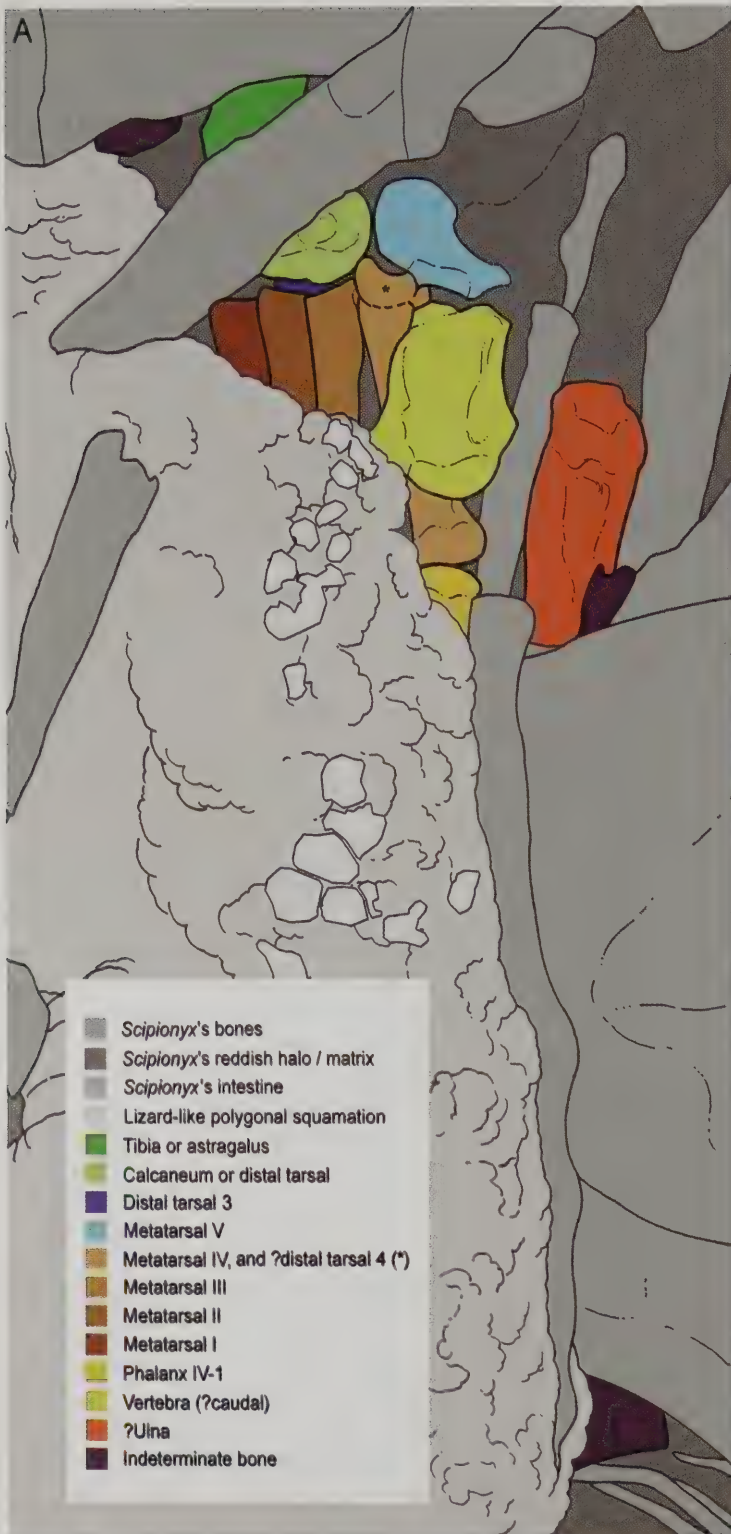 A
Scipionyx's bones
Scipionyx's reddish halo / matrix
Scipionyx's intestine
Lizard-like polygonal squamation
Tibia or astragalus
Calcaneum or distal tarsal
Distal tarsal 3
Metatarsal V
Metatarsal IV, and ?distal tarsal 4 (*)
Metatarsal III
Metatarsal II
Metatarsal I
Phalanx IV-1
Vertebra (?caudal)
?Ulna
Indeterminate bone
*